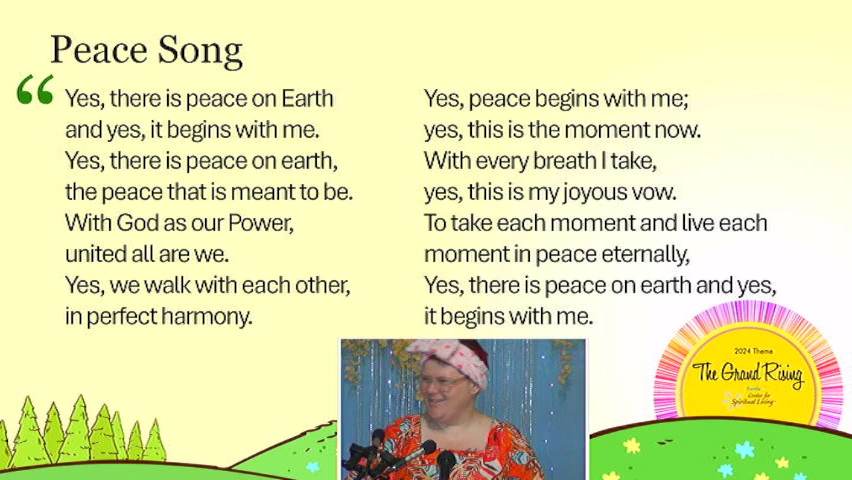 Peace Song
“
Yes, there is peace on Earth
and yes, it begins with me.
Yes, there is peace on earth,
the peace that is meant to be.
With God as our Power,
united all are we.
Yes, we walk with each other,
in perfect harmony.
Yes, peace begins with me;
yes, this is the moment now.
With every breath I take,
yes, this is my joyous vow.
To take each moment and live each
moment in peace eternally,
Yes, there is peace on earth and yes,
it begins with me.
2024 Theme
The Grand Rising
Center for
Spiritual Living